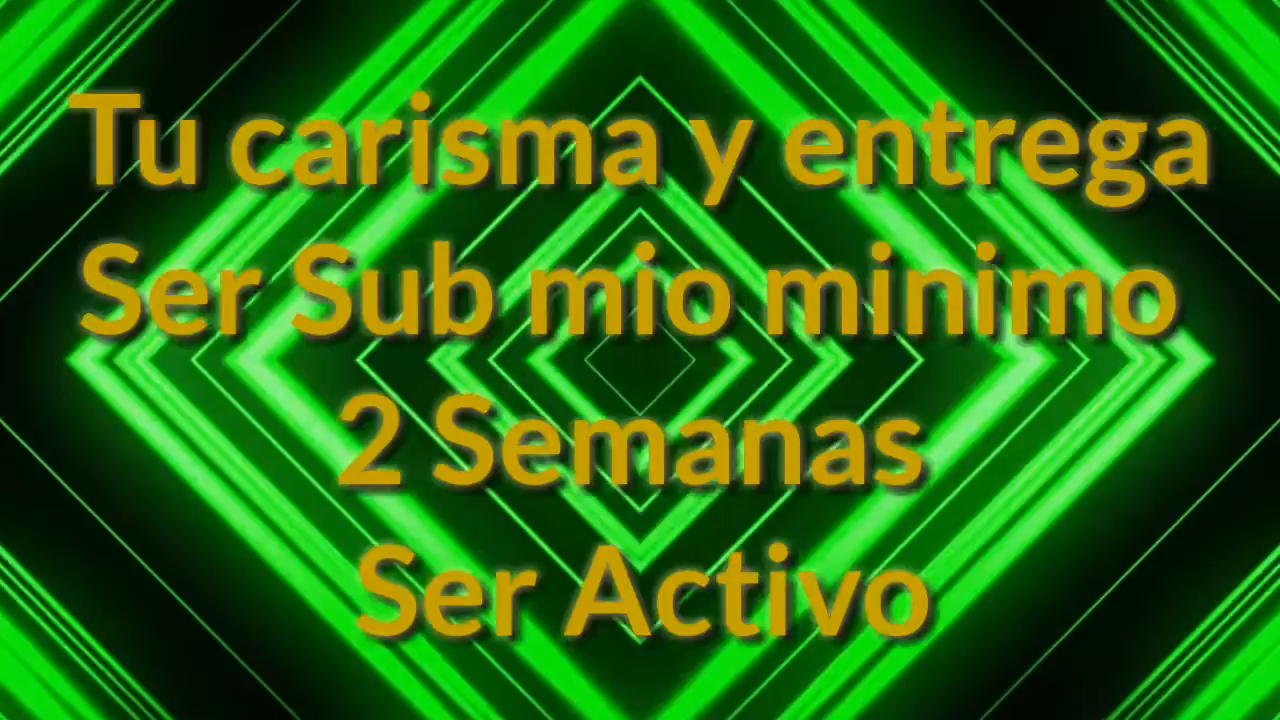 Tu carisma y entrega
Ser Sub mio minimo
2 Semanas
Ser Activo